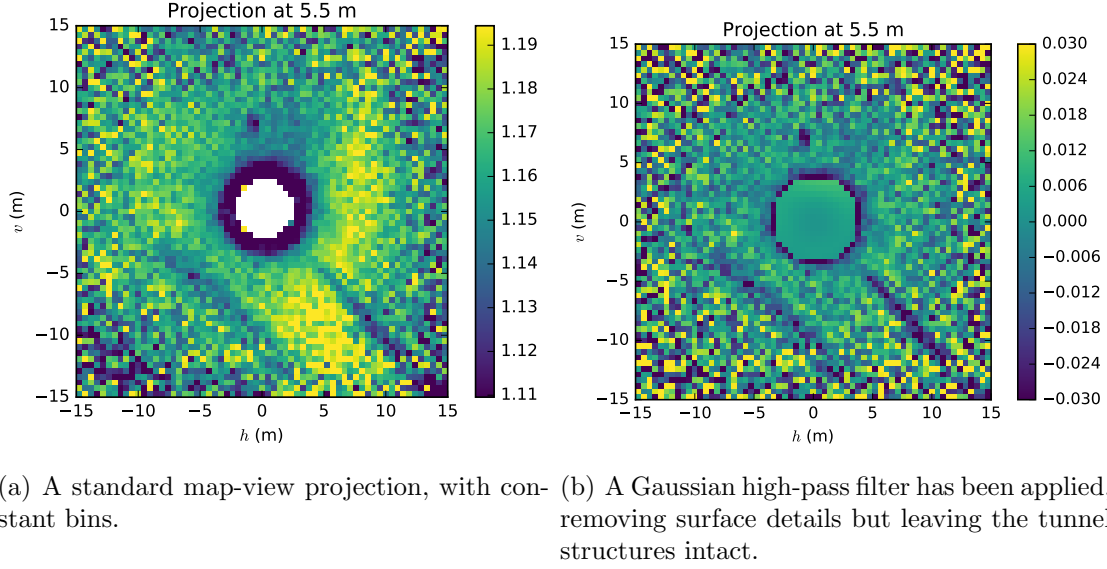 Projection at 5.5 m
15
10
5
0
−5
−10
−15
v (m)
−15 −10 −5 0 5 10 15
h (m)
1.19
1.18
1.17
1.16
1.15
1.14
1.13
1.12
1.11
Projection at 5.5 m
15
10
5
0
−5
−10
−15
v (m)
−15 −10 −5 0 5 10 15
h (m)
0.030
0.024
0.018
0.012
0.006
0.000
−0.006
−0.012
−0.018
−0.024
−0.030
(a) A standard map-view projection, with con-
stant bins.
(b) A Gaussian high-pass filter has been applied,
removing surface details but leaving the tunnel
structures intact.